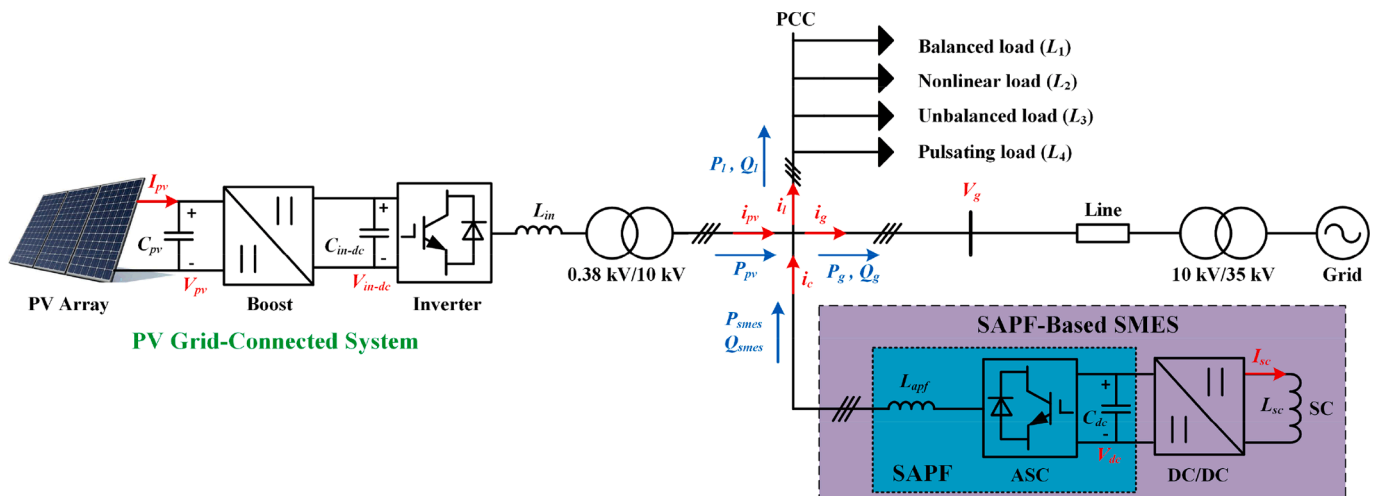 PCC
Balanced load (L1)
Nonlinear load (L2)
Unbalanced load (L3)
Pulsating load (L4)
Pl , Ql
Ipv
+
Cpv
-
Vpv
PV Array
Boost
+
Cin-dc
-
Vin-dc
Inverter
Lin
0.38 kV/10 kV
PV Grid-Connected System
ipv
il
ig
Ppv
Pg , Qg
ic
Vg
Line
10 kV/35 kV
Grid
Psmes
Qsmes
SAPF-Based SMES
Lapf
SAPF
ASC
+
Cdc
-
Vdc
DC/DC
Isc
Lsc
SC